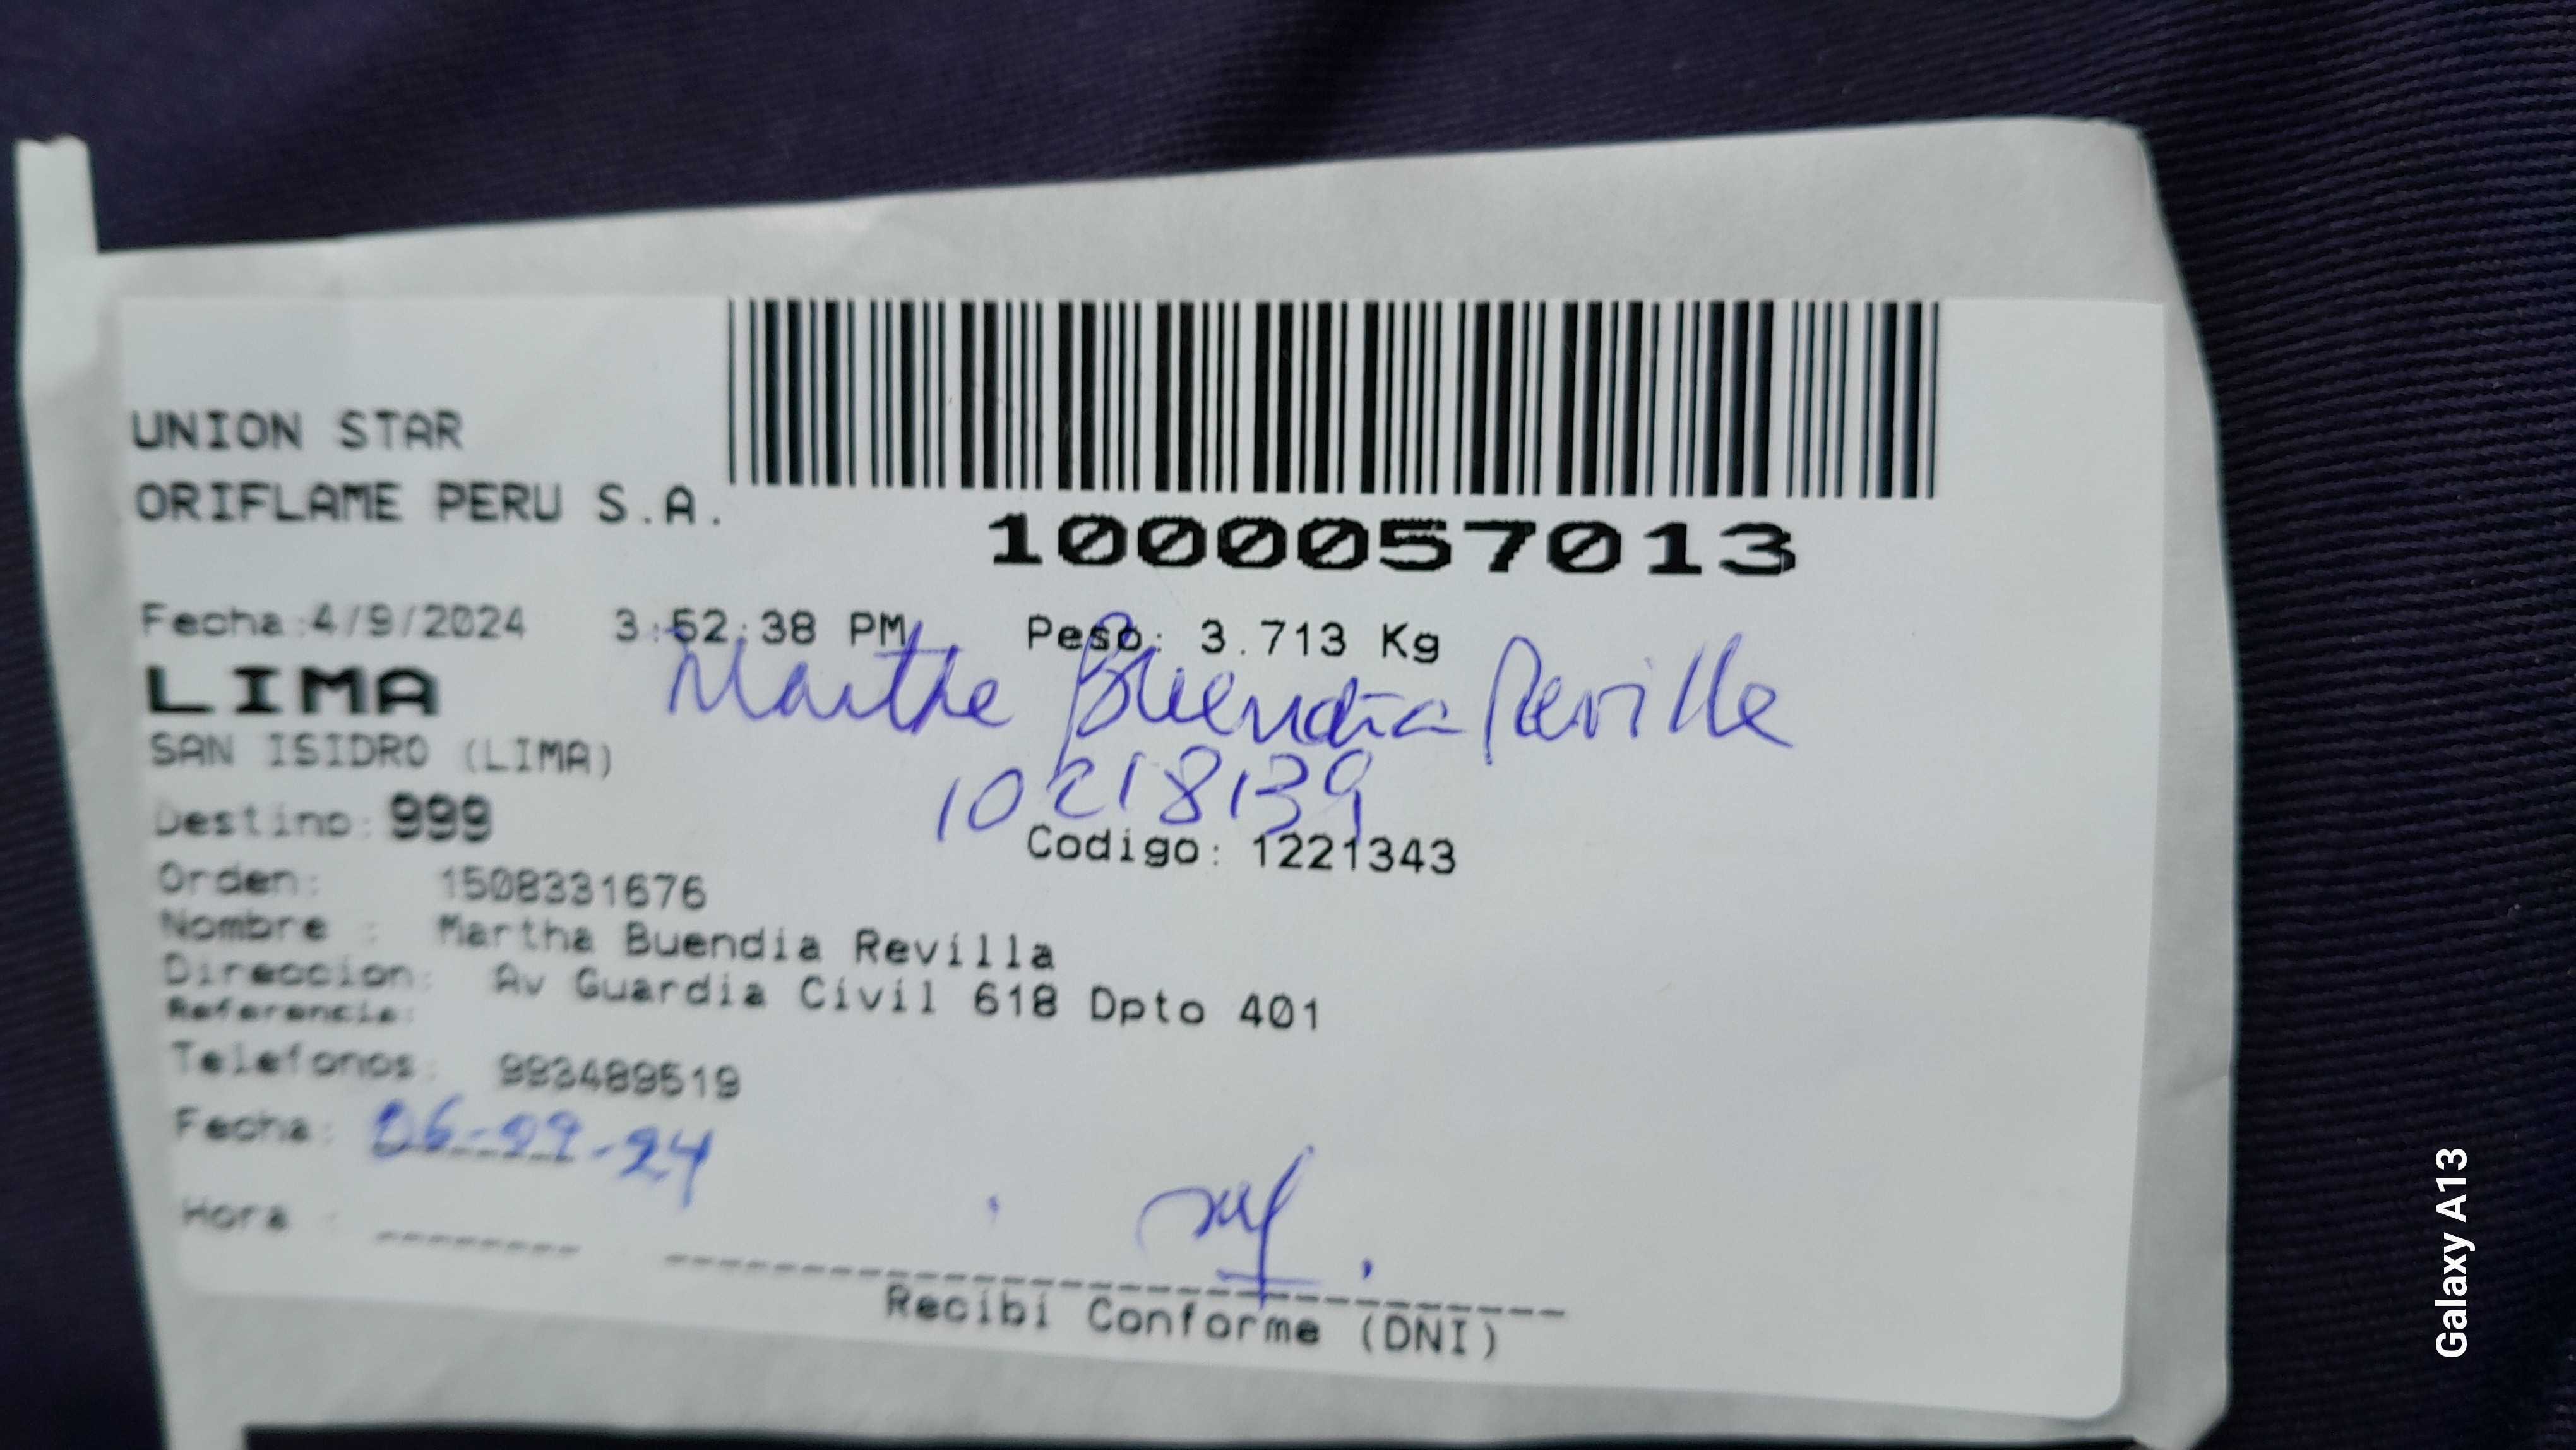 UNION STAR
ORIFLAME PERU S.A.
1000057013
Fecha:4/9/2024 3:52:38 PM Peso: 3.713 Kg
Martha Buendia Revilla
LIMA
SAN ISIDRO (LIMA)
10218139
Destino: 999
Codigo: 1221343
Orden: 1508331676
Nombre : Martha Buendia Revilla
Direccion: Av Guardia Civil 618 Dpto 401
Referencia:
Telefonos: 993489519
Fecha: 06-09-24
Hora :
Recibi Conforme (DNI)
Galaxy A13